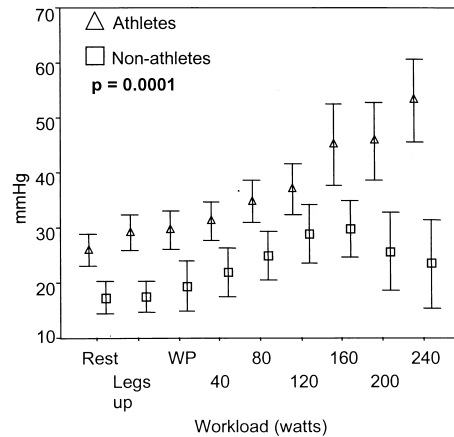 70
60
50
40
30
20
10
mmHg
Athletes
Non-athletes
p = 0.0001
Rest WP 80 160 240
Legs up 40 120 200
Workload (watts)